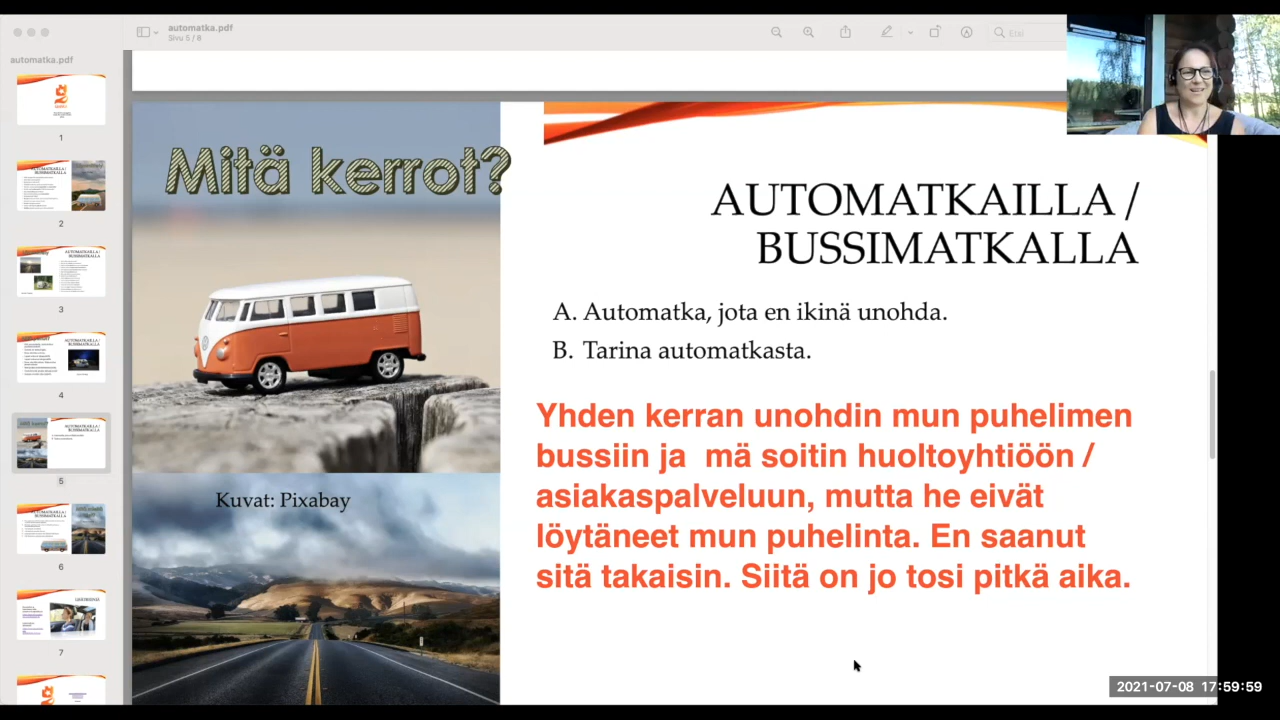 automatka.pdf
Sivu 5 / 8
Etsi
automatka.pdf
1
2
3
4
5
6
7
Mitä kerrot?
AUTOMATKAILLA /
BUSSIMATKALLA
A. Automatka, jota en ikinä unohda.
B. Tarina automatkasta.
Yhden kerran unohdin mun puhelimen
bussiin ja mä soitin huoltoyhtiöön /
asiakaspalveluun, mutta he eivät
löytäneet mun puhelinta. En saanut
sitä takaisin. Siitä on jo tosi pitkä aika.
Kuvat: Pixabay
2021-07-08 17:59:59